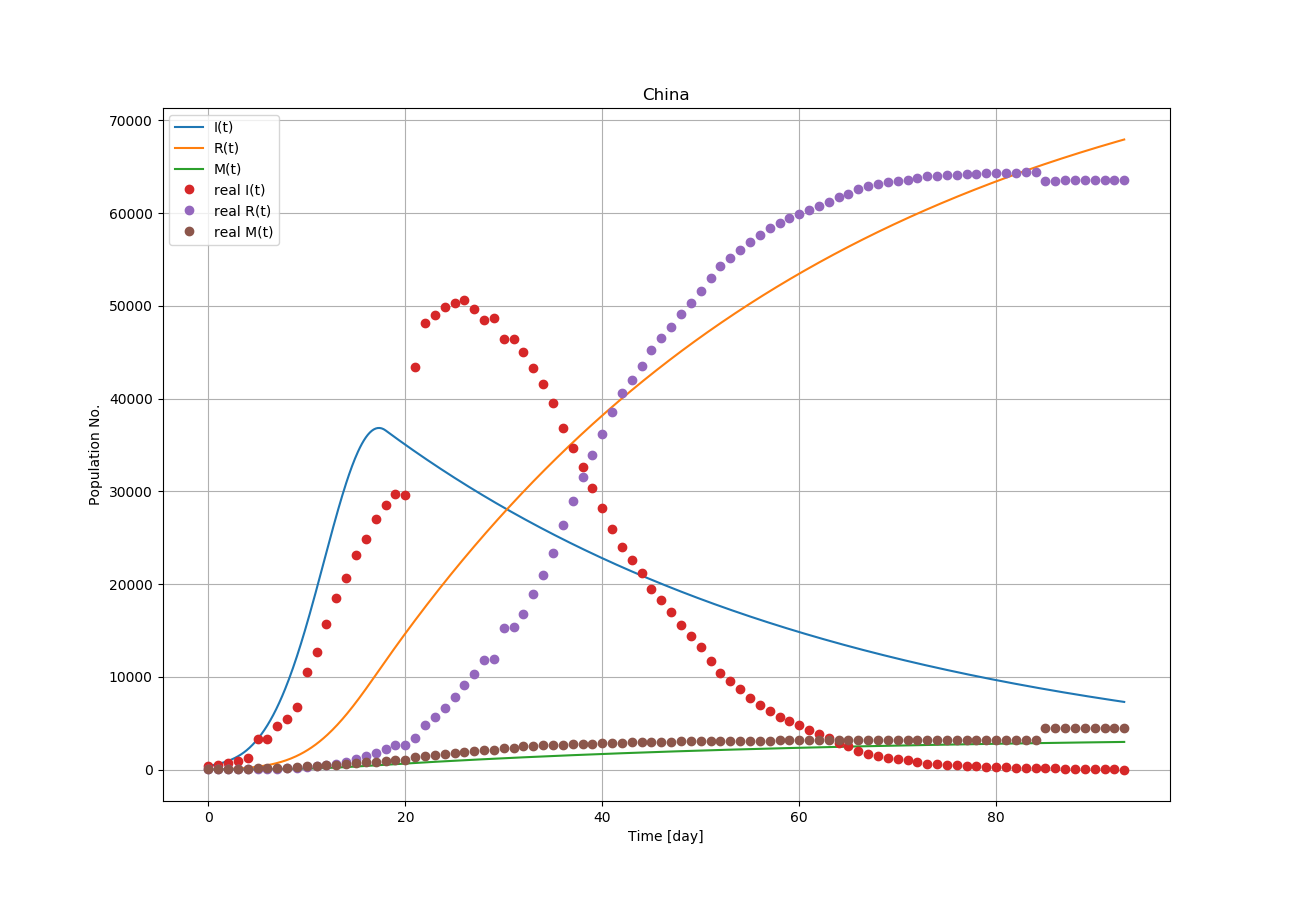 China
70000
60000
50000
40000
30000
20000
10000
0
Population No.
I(t)
R(t)
M(t)
real I(t)
real R(t)
real M(t)
0 20 40 60 80
Time [day]